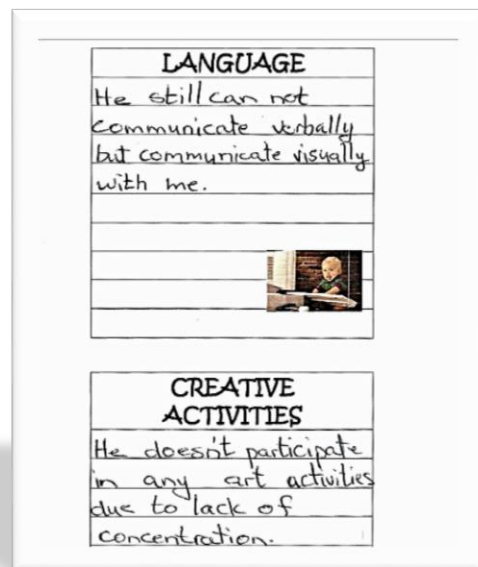 LANGUAGE
He still can not
communicate verbally
but communicate visually
with me.
CREATIVE
ACTIVITIES
He doesn't participate
in any art activities
due to lack of
concentration.